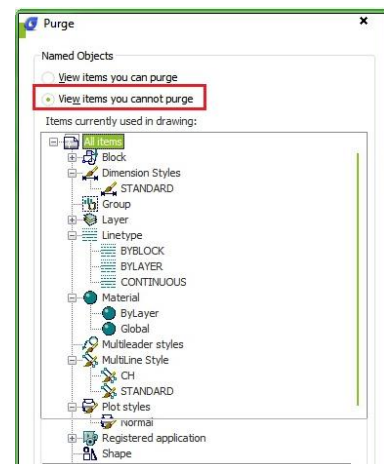 Purge
Named Objects
View items you can purge
View items you cannot purge
Items currently used in drawing:
All items
Block
Dimension Styles
STANDARD
Group
Layer
Linetype
BYBLOCK
BYLAYER
CONTINUOUS
Material
ByLayer
Global
Multileader styles
MultiLine Style
CH
STANDARD
Plot styles
Normal
Registered application
Shape